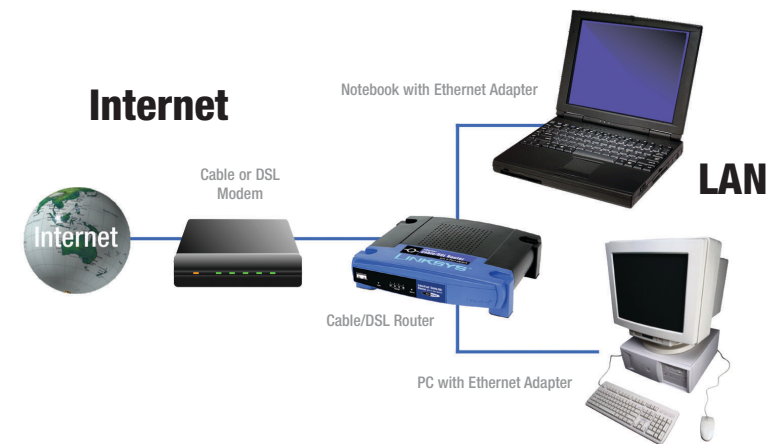 Internet
Notebook with Ethernet Adapter
LAN
Cable or DSL
Modem
Internet
LINKSYS
Cable/DSL Router
PC with Ethernet Adapter